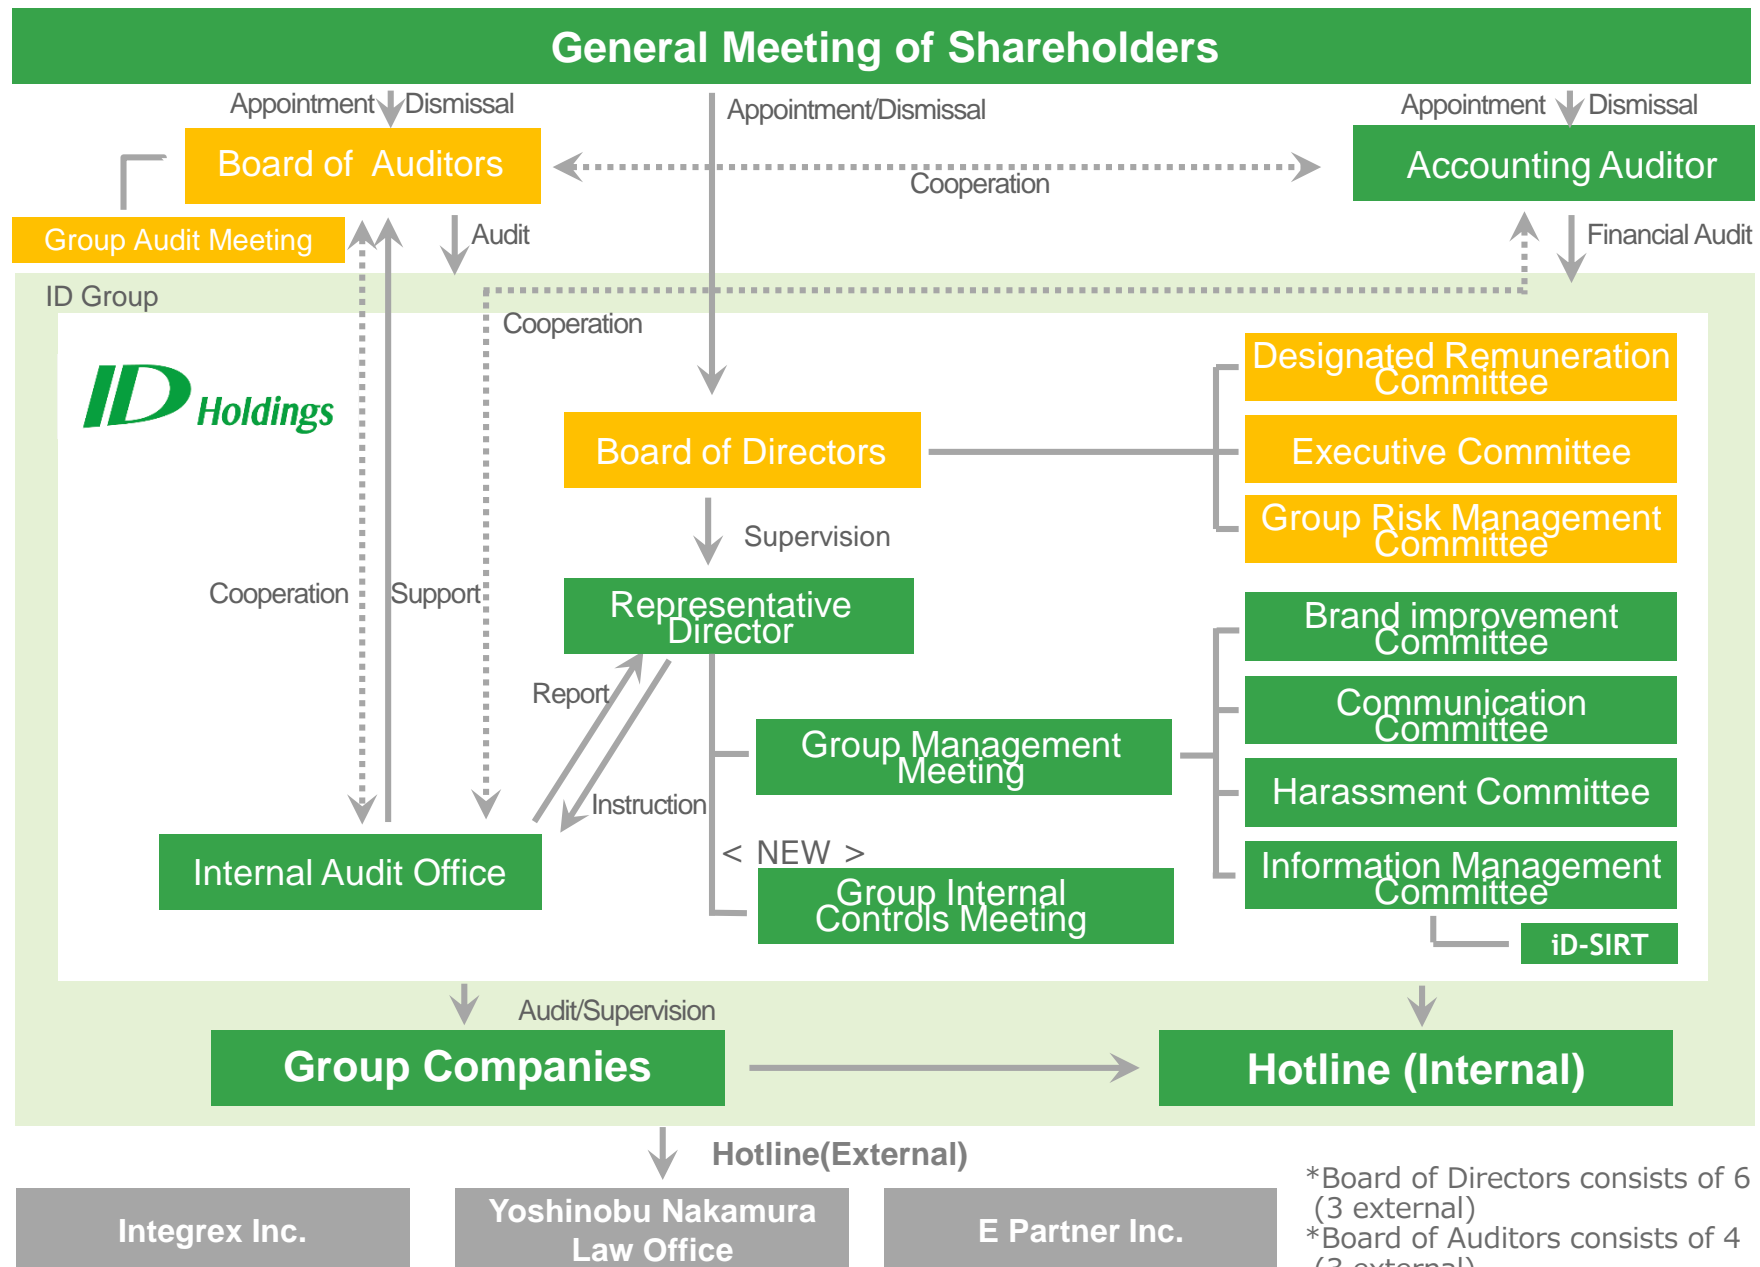 General Meeting of Shareholders
Appointment Dismissal
Appointment/Dismissal
Appointment Dismissal
Board of Auditors
Accounting Auditor
Cooperation
Group Audit Meeting
Audit
Financial Audit
ID Group
Cooperation
ID Holdings
Designated Remuneration
Committee
Board of Directors
Executive Committee
Group Risk Management
Committee
Supervision
Cooperation
Support
Representative
Director
Brand improvement
Committee
Report
Communication
Committee
Group Management
Meeting
Harassment Committee
Instruction
< NEW >
Internal Audit Office
Group Internal
Controls Meeting
Information Management
Committee
iD-SIRT
Audit/Supervision
Group Companies
Hotline (Internal)
Hotline(External)
Integrex Inc.
Yoshinobu Nakamura
Law Office
E Partner Inc.
*Board of Directors consists of 6
(3 external)
*Board of Auditors consists of 4
(3 external)